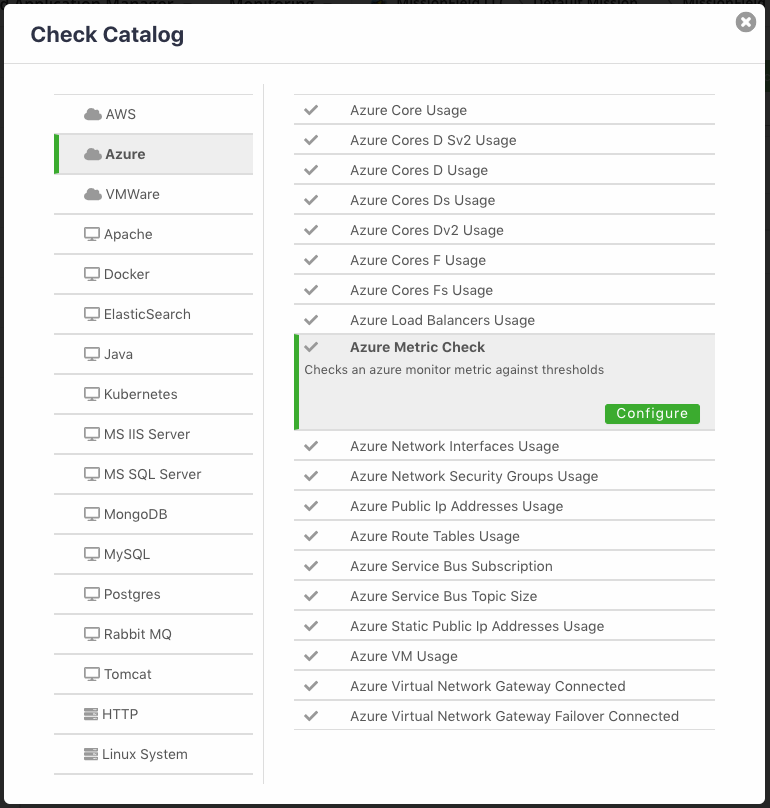 Check Catalog
AWS
Azure
VMWare
Apache
Docker
ElasticSearch
Java
Kubernetes
MS IIS Server
MS SQL Server
MongoDB
MySQL
Postgres
Rabbit MQ
Tomcat
HTTP
Linux System
Azure Core Usage
Azure Cores D Sv2 Usage
Azure Cores D Usage
Azure Cores Ds Usage
Azure Cores Dv2 Usage
Azure Cores F Usage
Azure Cores Fs Usage
Azure Load Balancers Usage
Azure Metric Check
Checks an azure monitor metric against thresholds
Configure
Azure Network Interfaces Usage
Azure Network Security Groups Usage
Azure Public Ip Addresses Usage
Azure Route Tables Usage
Azure Service Bus Subscription
Azure Service Bus Topic Size
Azure Static Public Ip Addresses Usage
Azure VM Usage
Azure Virtual Network Gateway Connected
Azure Virtual Network Gateway Failover Connected